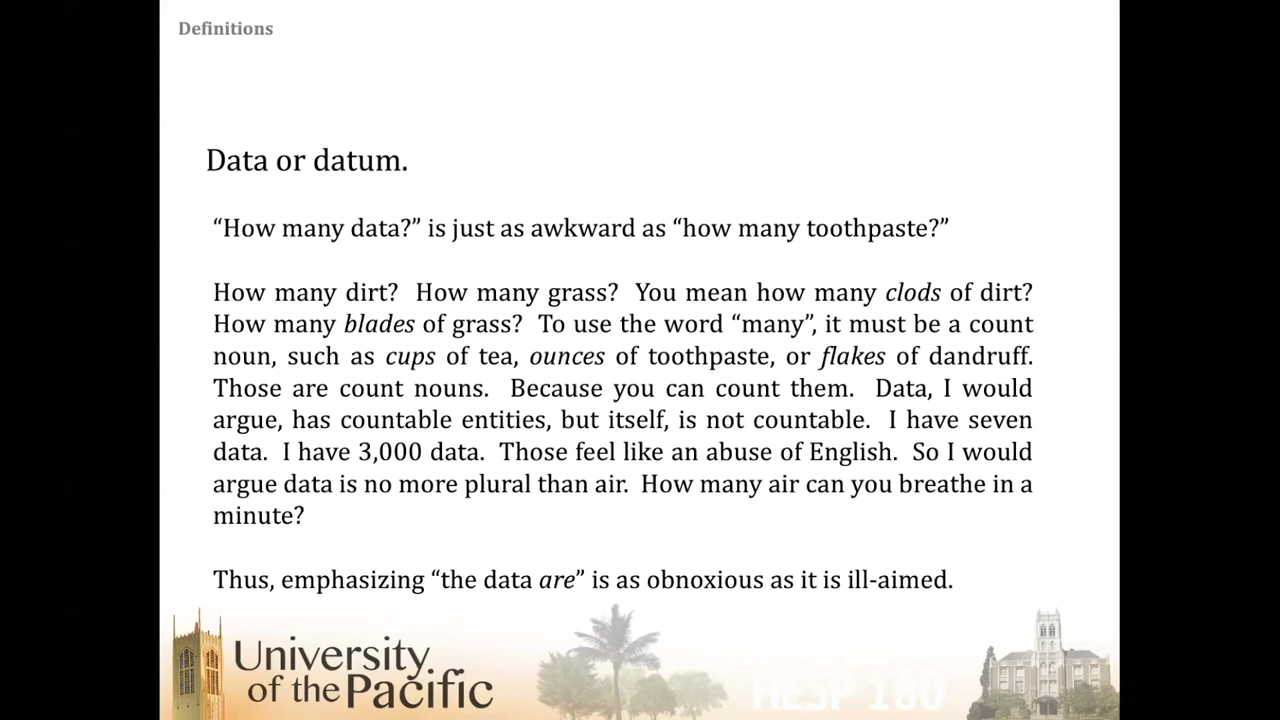 Definitions
Data or datum.
“How many data?” is just as awkward as “how many toothpaste?”
How many dirt?  How many grass?  You mean how many clods of dirt?
How many blades of grass?  To use the word “many”, it must be a count
noun, such as cups of tea, ounces of toothpaste, or flakes of dandruff.
Those are count nouns.  Because you can count them.  Data, I would
argue, has countable entities, but itself, is not countable.  I have seven
data.  I have 3,000 data.  Those feel like an abuse of English.  So I would
argue data is no more plural than air.  How many air can you breathe in a
minute?
Thus, emphasizing “the data are” is as obnoxious as it is ill-aimed.
University
of the Pacific
HESP 180